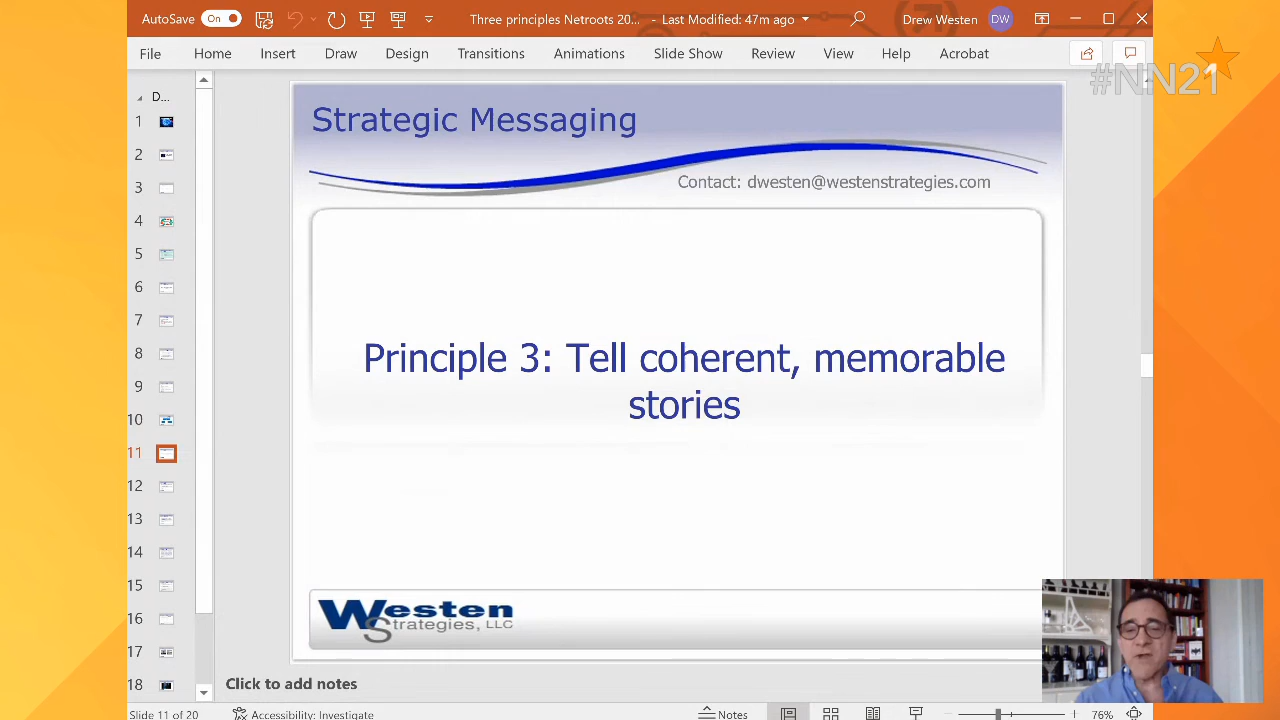 AutoSave On Three principles Netroots 20... - Last Modified: 47m ago Drew Westen DW
File Home Insert Draw Design Transitions Animations Slide Show Review View Help Acrobat
#NN21
D...
1
2
3
4
5
6
7
8
9
10
11
12
13
14
15
16
17
18
Strategic Messaging
Contact: dwesten@westenstrategies.com
Principle 3: Tell coherent, memorable
stories
Westen
Strategies, LLC
Click to add notes
Slide 11 of 20 Accessibility: Investigate Notes 76%